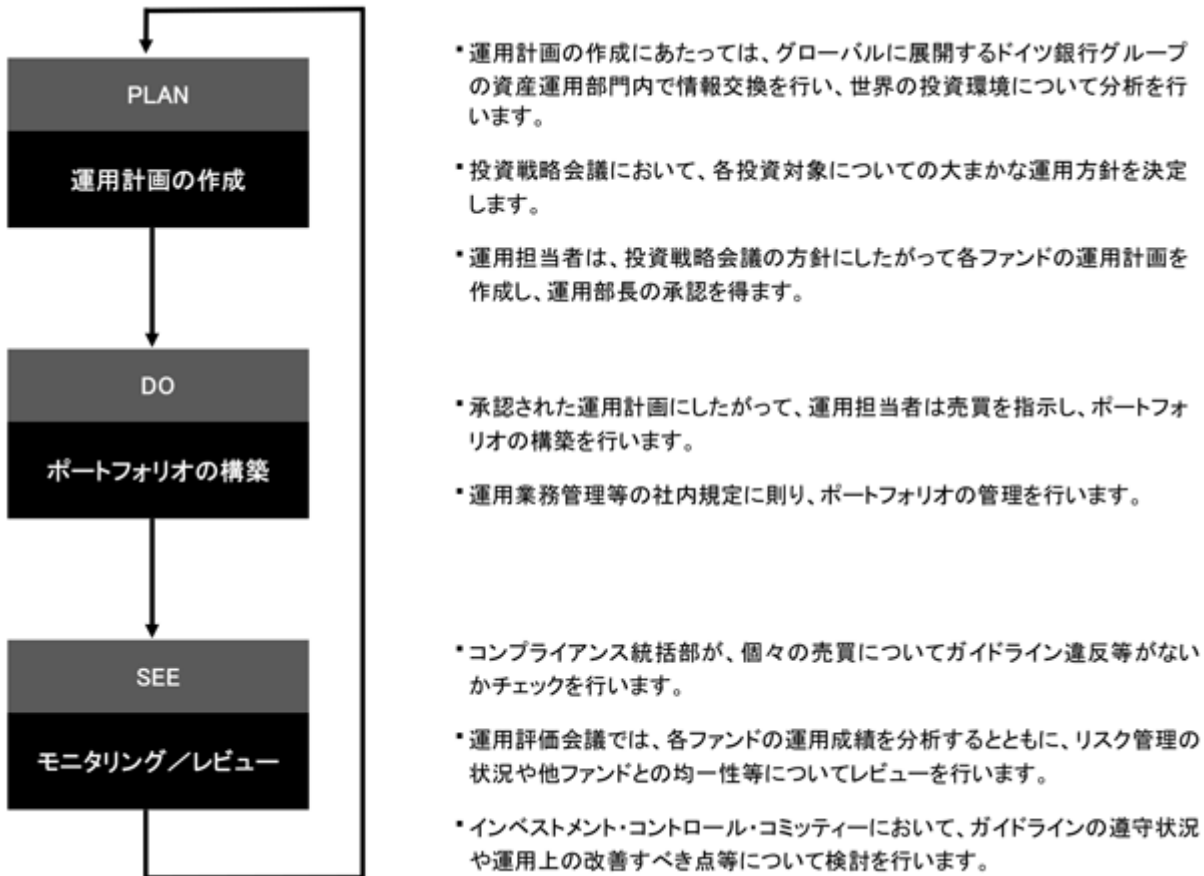 PLAN
運用計画の作成
▪運用計画の作成にあたっては、グローバルに展開するドイツ銀行グループ
の資産運用部門内で情報交換を行い、世界の投資環境について分析を行
います。
▪投資戦略会議において、各投資対象についての大まかな運用方針を決定
します。
▪運用担当者は、投資戦略会議の方針にしたがって各ファンドの運用計画を
作成し、運用部長の承認を得ます。
DO
ポートフォリオの構築
▪承認された運用計画にしたがって、運用担当者は売買を指示し、ポートフォ
リオの構築を行います。
▪運用業務管理等の社内規定に則り、ポートフォリオの管理を行います。
SEE
モニタリング／レビュー
▪コンプライアンス統括部が、個々の売買についてガイドライン違反等がない
かチェックを行います。
▪運用評価会議では、各ファンドの運用成績を分析するとともに、リスク管理の
状況や他ファンドとの均一性等についてレビューを行います。
▪インベストメント・コントロール・コミッティーにおいて、ガイドラインの遵守状況
や運用上の改善すべき点等について検討を行います。